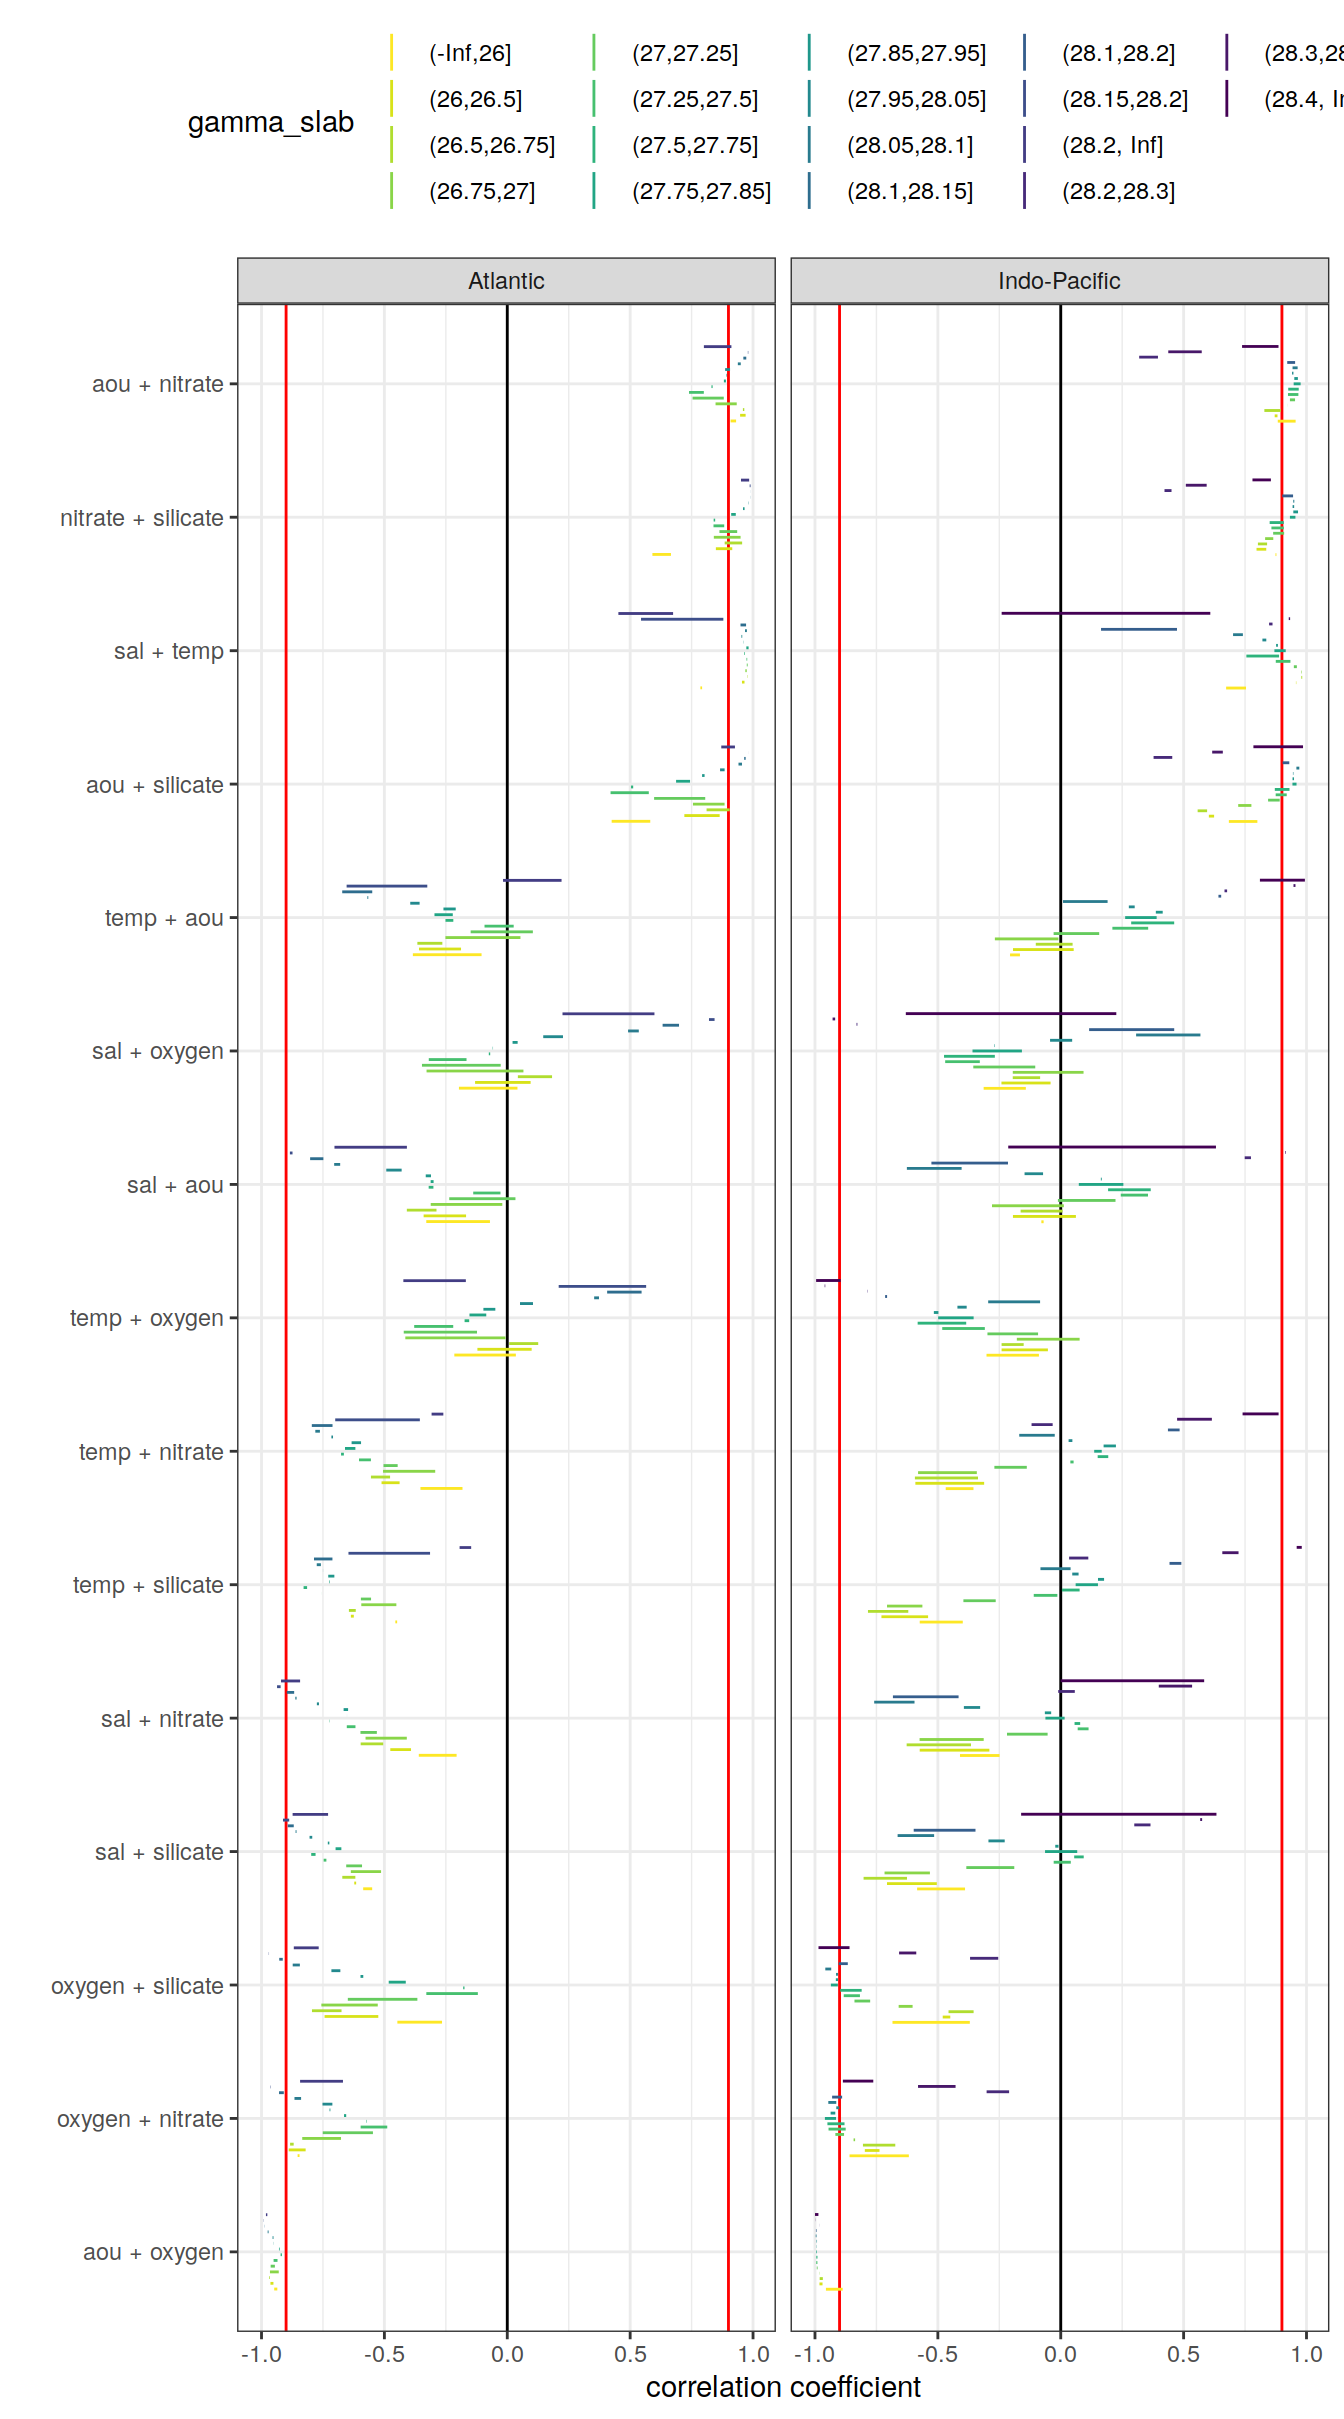 gamma_slab
(-Inf,26] (27,27.25] (27.85,27.95] (28.1,28.2] (28.3,28
(26,26.5] (27.25,27.5] (27.95,28.05] (28.15,28.2] (28.4, In
(26.5,26.75] (27.5,27.75] (28.05,28.1] (28.2, Inf]
(26.75,27] (27.75,27.85] (28.1,28.15] (28.2,28.3]
Atlantic Indo-Pacific
aou + nitrate
nitrate + silicate
sal + temp
aou + silicate
temp + aou
sal + oxygen
sal + aou
temp + oxygen
temp + nitrate
temp + silicate
sal + nitrate
sal + silicate
oxygen + silicate
oxygen + nitrate
aou + oxygen
-1.0 -0.5 0.0 0.5 1.0 -1.0 -0.5 0.0 0.5 1.0
correlation coefficient